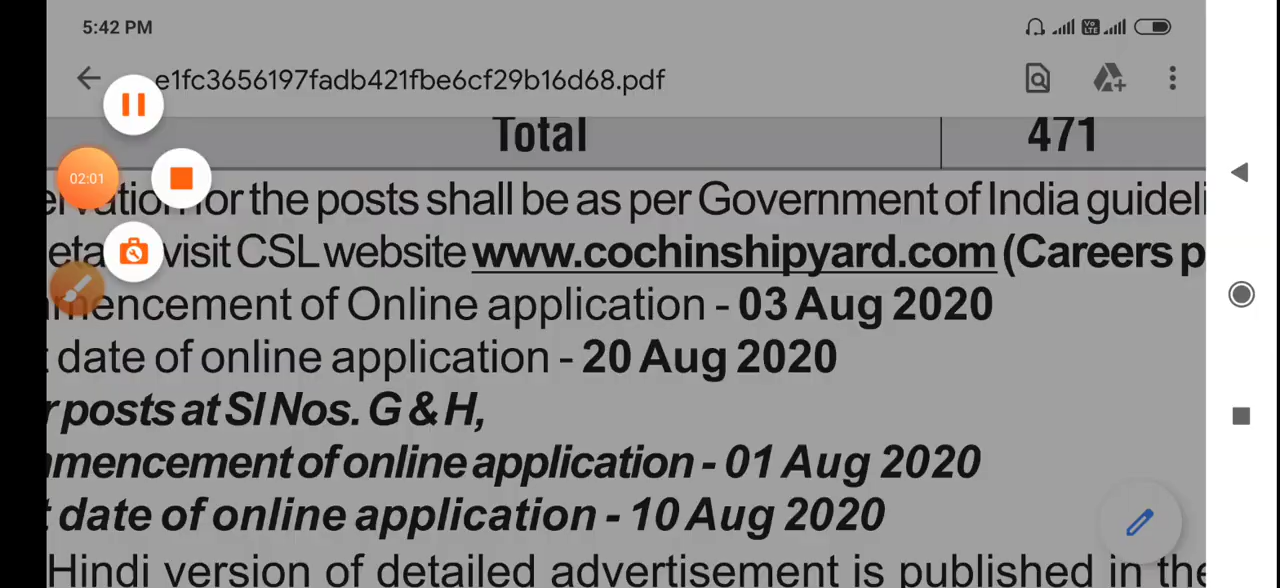 5:42 PM
e1fc3656197fadb421fbe6cf29b16d68.pdf
Total 471
02:01
for the posts shall be as per Government of India guideli
visit CSL website www.cochinshipyard.com (Careers p
mencement of Online application - 03 Aug 2020
t date of online application - 20 Aug 2020
r posts at Sl Nos. G & H,
mmencement of online application - 01 Aug 2020
t date of online application - 10 Aug 2020
Hindi version of detailed advertisement is published in the